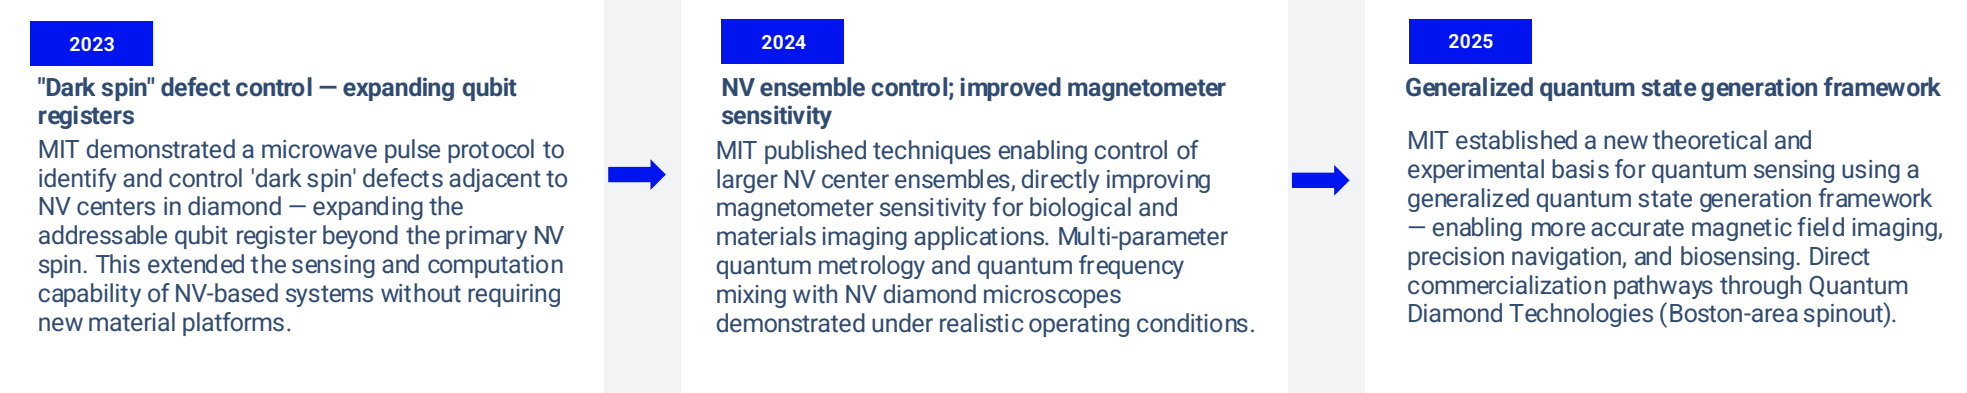 2023
"Dark spin" defect control — expanding qubit
registers
MIT demonstrated a microwave pulse protocol to
identify and control 'dark spin' defects adjacent to
NV centers in diamond — expanding the
addressable qubit register beyond the primary NV
spin. This extended the sensing and computation
capability of NV-based systems without requiring
new material platforms.
2024
NV ensemble control; improved magnetometer
sensitivity
MIT published techniques enabling control of
larger NV center ensembles, directly improving
magnetometer sensitivity for biological and
materials imaging applications. Multi-parameter
quantum metrology and quantum frequency
mixing with NV diamond microscopes
demonstrated under realistic operating conditions.
2025
Generalized quantum state generation framework
MIT established a new theoretical and
experimental basis for quantum sensing using a
generalized quantum state generation framework
— enabling more accurate magnetic field imaging,
precision navigation, and biosensing. Direct
commercialization pathways through Quantum
Diamond Technologies (Boston-area spinout).